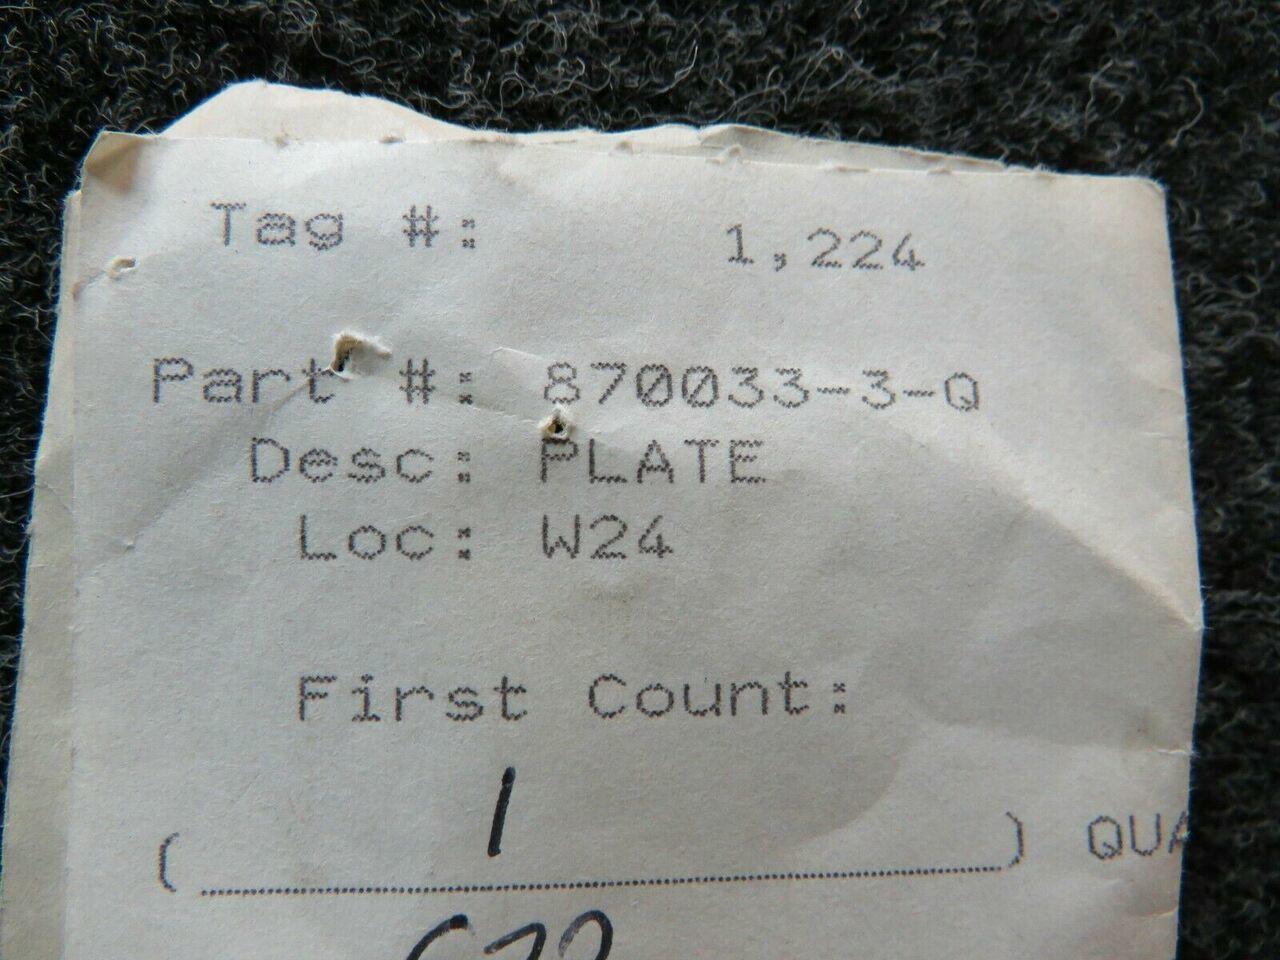 Tag #: 1,224
Part #: 870033-3-Q
Desc: PLATE
Loc: W24
First Count:
1
( ) QUA